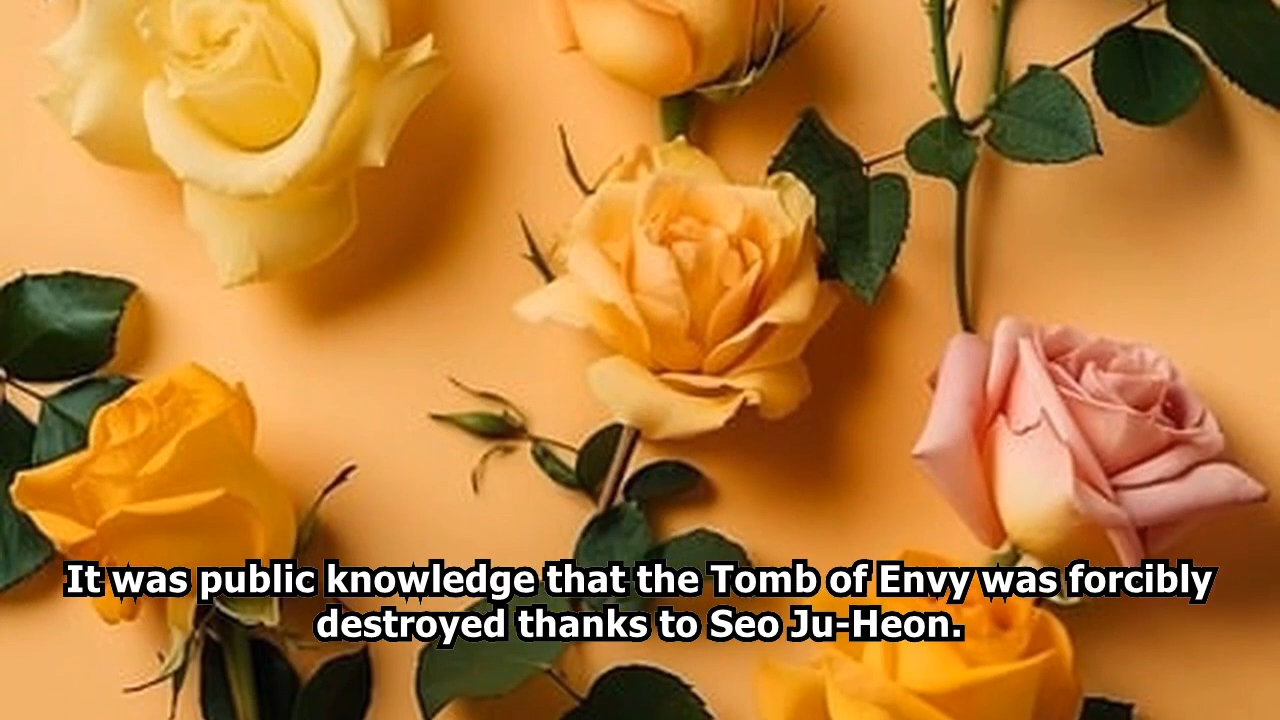 It was public knowledge that the Tomb of Envy was forcibly
destroyed thanks to Seo Ju-Heon.